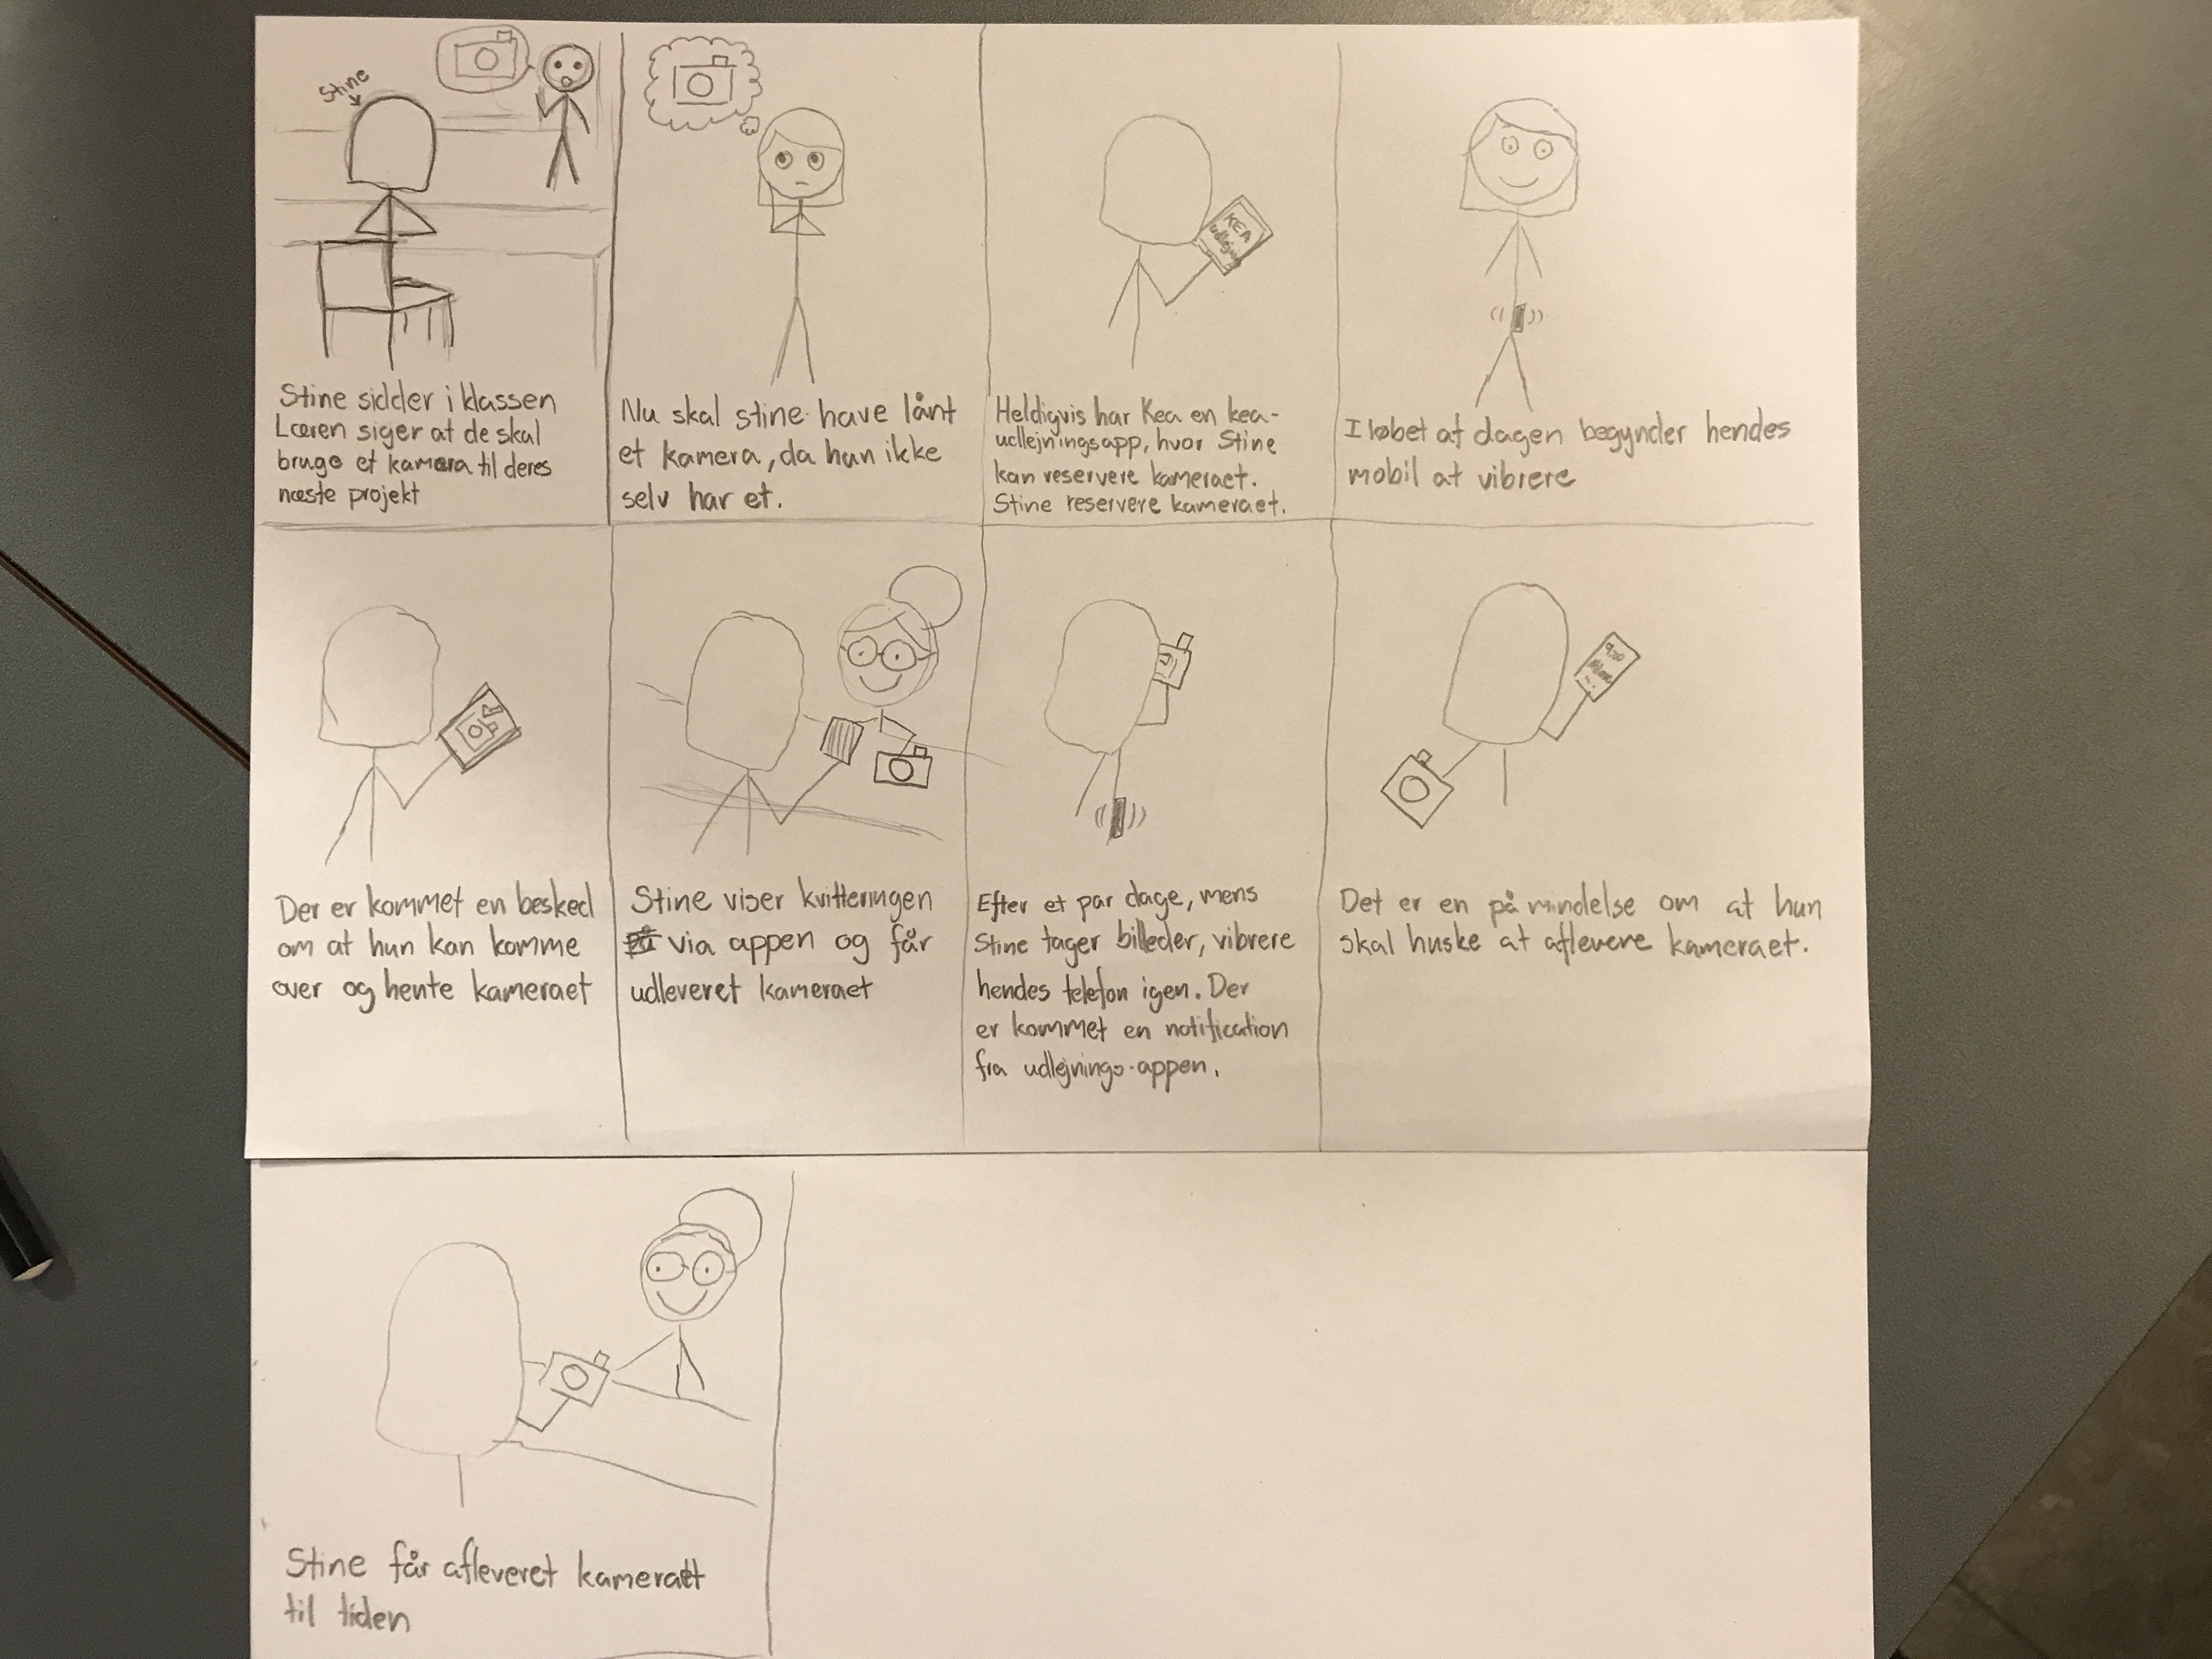 Stine
Stine sidder i klassen
Læren siger at de skal
bruge et kamera til deres
næste projekt
Nu skal stine have lånt
et kamera, da hun ikke
selv har et.
KEA
Heldigvis har Kea en kea-
udlejningsapp, hvor Stine
kan reservere kameraet.
Stine reservere kameraet.
I løbet af dagen begynder hendes
mobil at vibrere
Der er kommet en besked
om at hun kan komme
over og hente kameraet
Stine viser kvitteringen
på via appen og får
udleveret kameraet
Efter et par dage, mens
Stine tager billeder, vibrere
hendes telefon igen. Der
er kommet en notification
fra udlejnings-appen.
Det er en påmindelse om at hun
skal huske at aflevere kameraet.
Stine får afleveret kameraet
til tiden